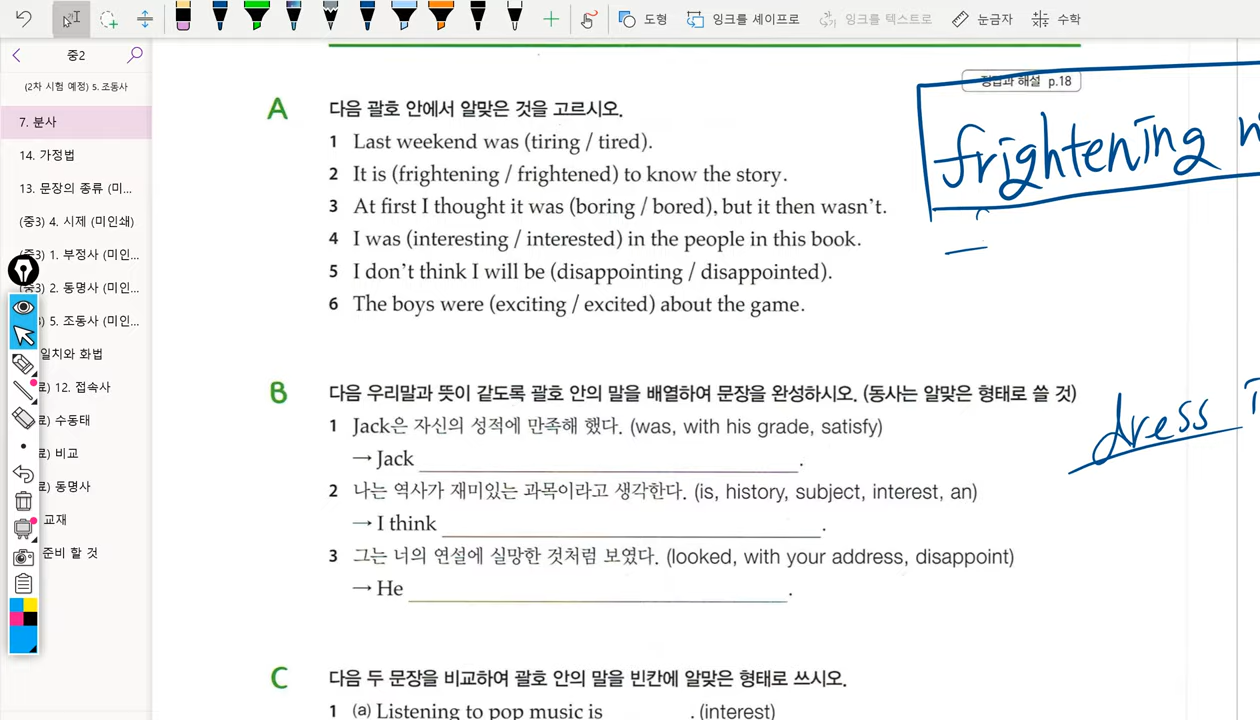 도형
잉크를 셰이프로
잉크를 텍스트로
눈금자
수학
중2
(2차 시험 예정) 5. 조동사
7. 분사
14. 가정법
13. 문장의 종류 (미...
(중3) 4. 시제 (미인쇄)
(중3) 1. 부정사 (미인...
3) 2. 동명사 (미인...
3) 5. 조동사 (미인...
일치와 화법
) 12. 접속사
) 수동태
) 비교
) 동명사
교재
준비 할 것
정답과 해설 p.18
frightening
A 다음 괄호 안에서 알맞은 것을 고르시오.
1 Last weekend was (tiring / tired).
2 It is (frightening / frightened) to know the story.
3 At first I thought it was (boring / bored), but it then wasn't.
4 I was (interesting / interested) in the people in this book.
5 I don't think I will be (disappointing / disappointed).
6 The boys were (exciting / excited) about the game.
B 다음 우리말과 뜻이 같도록 괄호 안의 말을 배열하여 문장을 완성하시오. (동사는 알맞은 형태로 쓸 것)
1 Jack은 자신의 성적에 만족해 했다. (was, with his grade, satisfy)
→ Jack .
dress
2 나는 역사가 재미있는 과목이라고 생각한다. (is, history, subject, interest, an)
→ I think .
3 그는 너의 연설에 실망한 것처럼 보였다. (looked, with your address, disappoint)
→ He .
C 다음 두 문장을 비교하여 괄호 안의 말을 빈칸에 알맞은 형태로 쓰시오.
1 (a) Listening to pop music is . (interest)